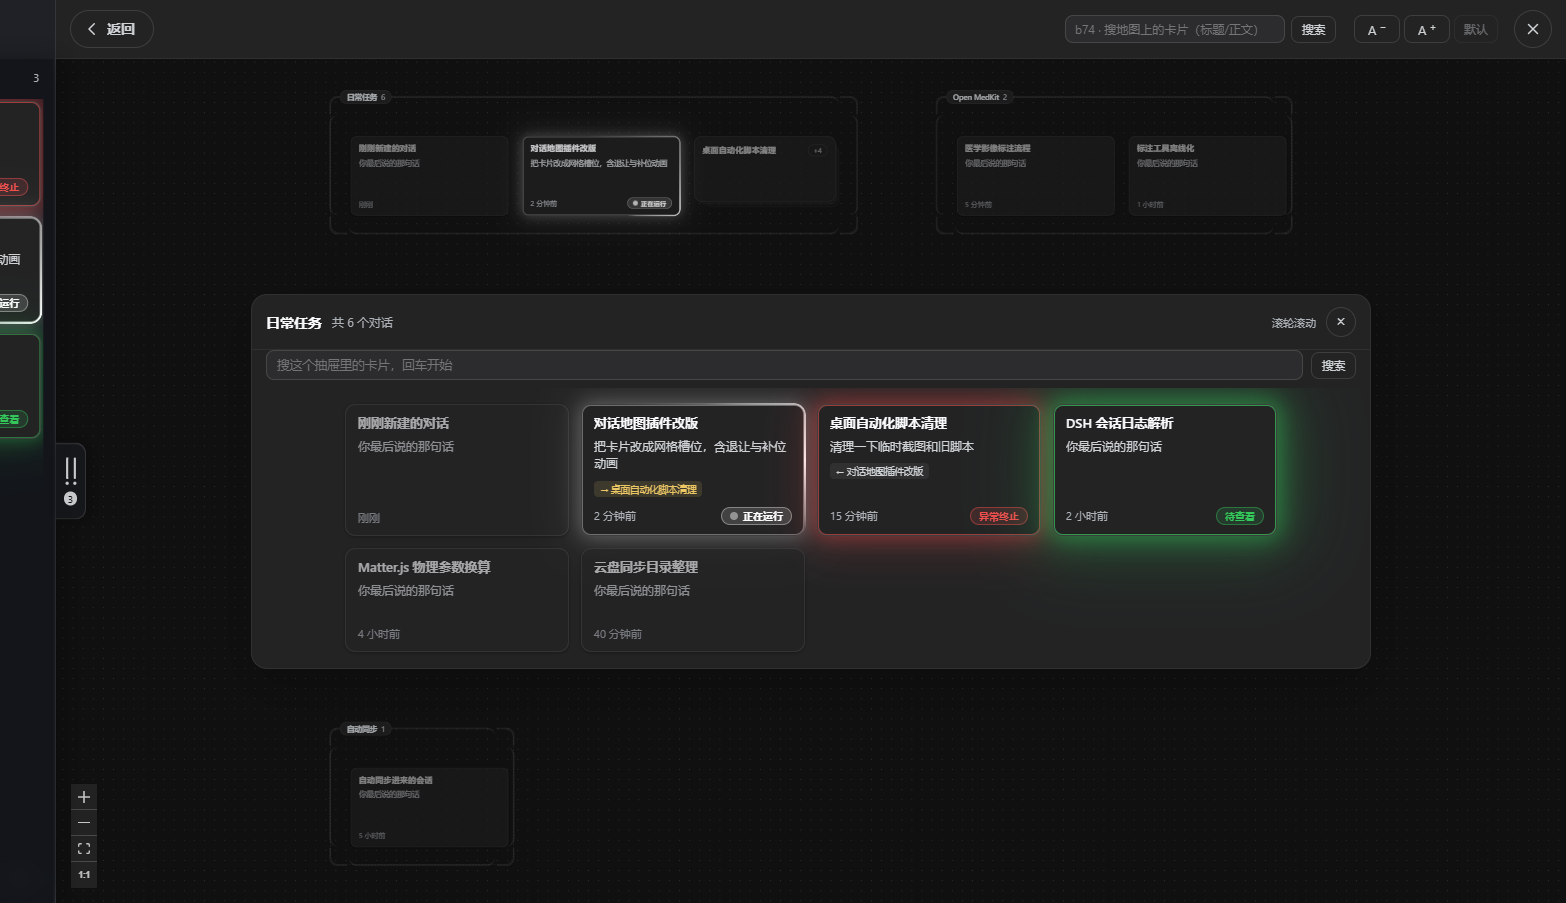 返回
b74 · 搜地图上的卡片（标题/正文）
搜索
A⁻
A⁺
默认
3
终止
动画
运行
查看
3
日常任务 6
刚刚新建的对话
你最后说的那句话
刚刚
对话地图插件改版
把卡片改成网格槽位，含退让与补位动画
2 分钟前
正在运行
桌面自动化脚本清理
+4
Open MedKit 2
医学影像标注流程
你最后说的那句话
5 分钟前
标注工具离线化
你最后说的那句话
1 小时前
日常任务 共 6 个对话
滚轮滚动
搜这个抽屉里的卡片，回车开始
搜索
刚刚新建的对话
你最后说的那句话
刚刚
对话地图插件改版
把卡片改成网格槽位，含退让与补位
动画
→ 桌面自动化脚本清理
2 分钟前
正在运行
桌面自动化脚本清理
清理一下临时截图和旧脚本
← 对话地图插件改版
15 分钟前
异常终止
DSH 会话日志解析
你最后说的那句话
2 小时前
待查看
Matter.js 物理参数换算
你最后说的那句话
4 小时前
云盘同步目录整理
你最后说的那句话
40 分钟前
自动同步 1
自动同步进来的会话
你最后说的那句话
5 小时前
1:1